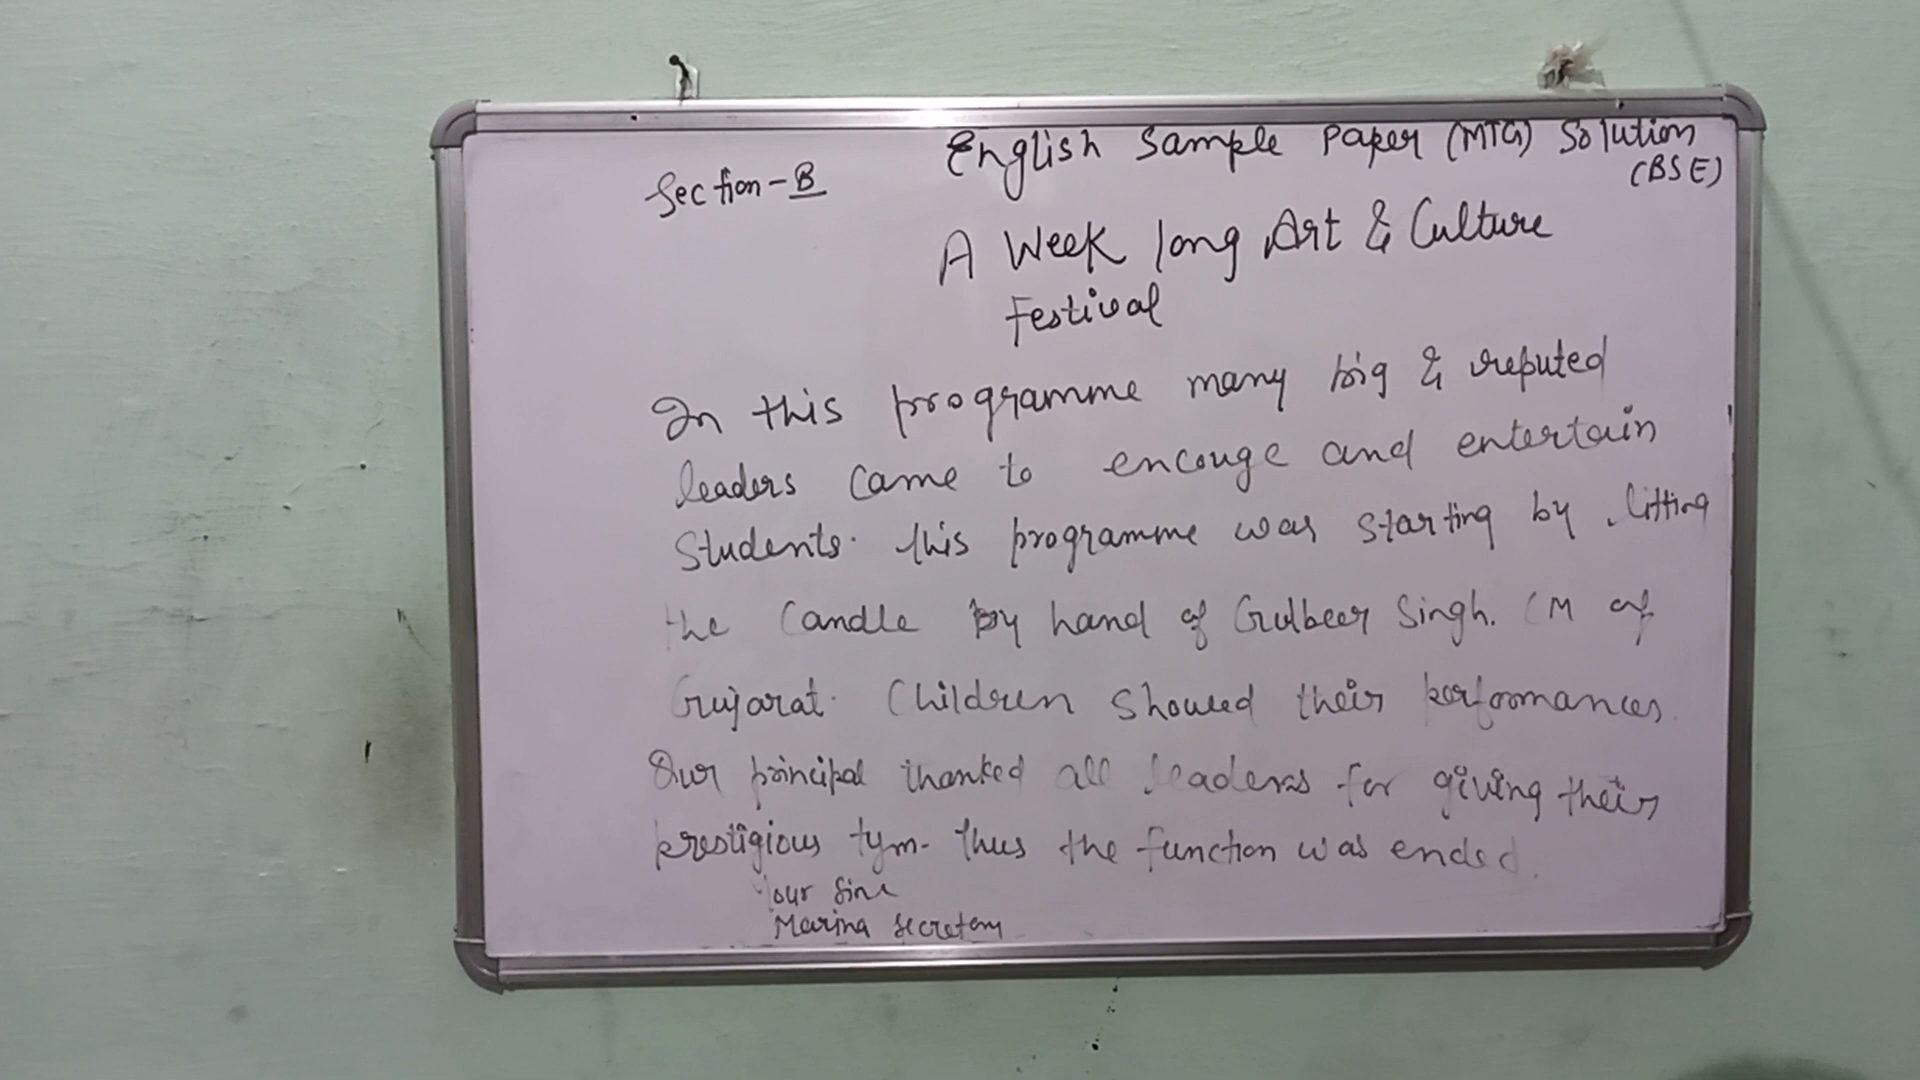 English Sample Paper (MTG) Solution
(BSE)
Section-B
A Week long Art & Culture
Festival
In this programme many big & reputed
leaders came to encouge and entertain
Students. this programme was starting by litting
the Candle by hand of Gulbeer Singh. CM of
Gujarat. Children showed their performances.
Our principal thanked all leaders for giving their
prestigious tym. Thus the function was ended.
Your Sine
Marina Secretery